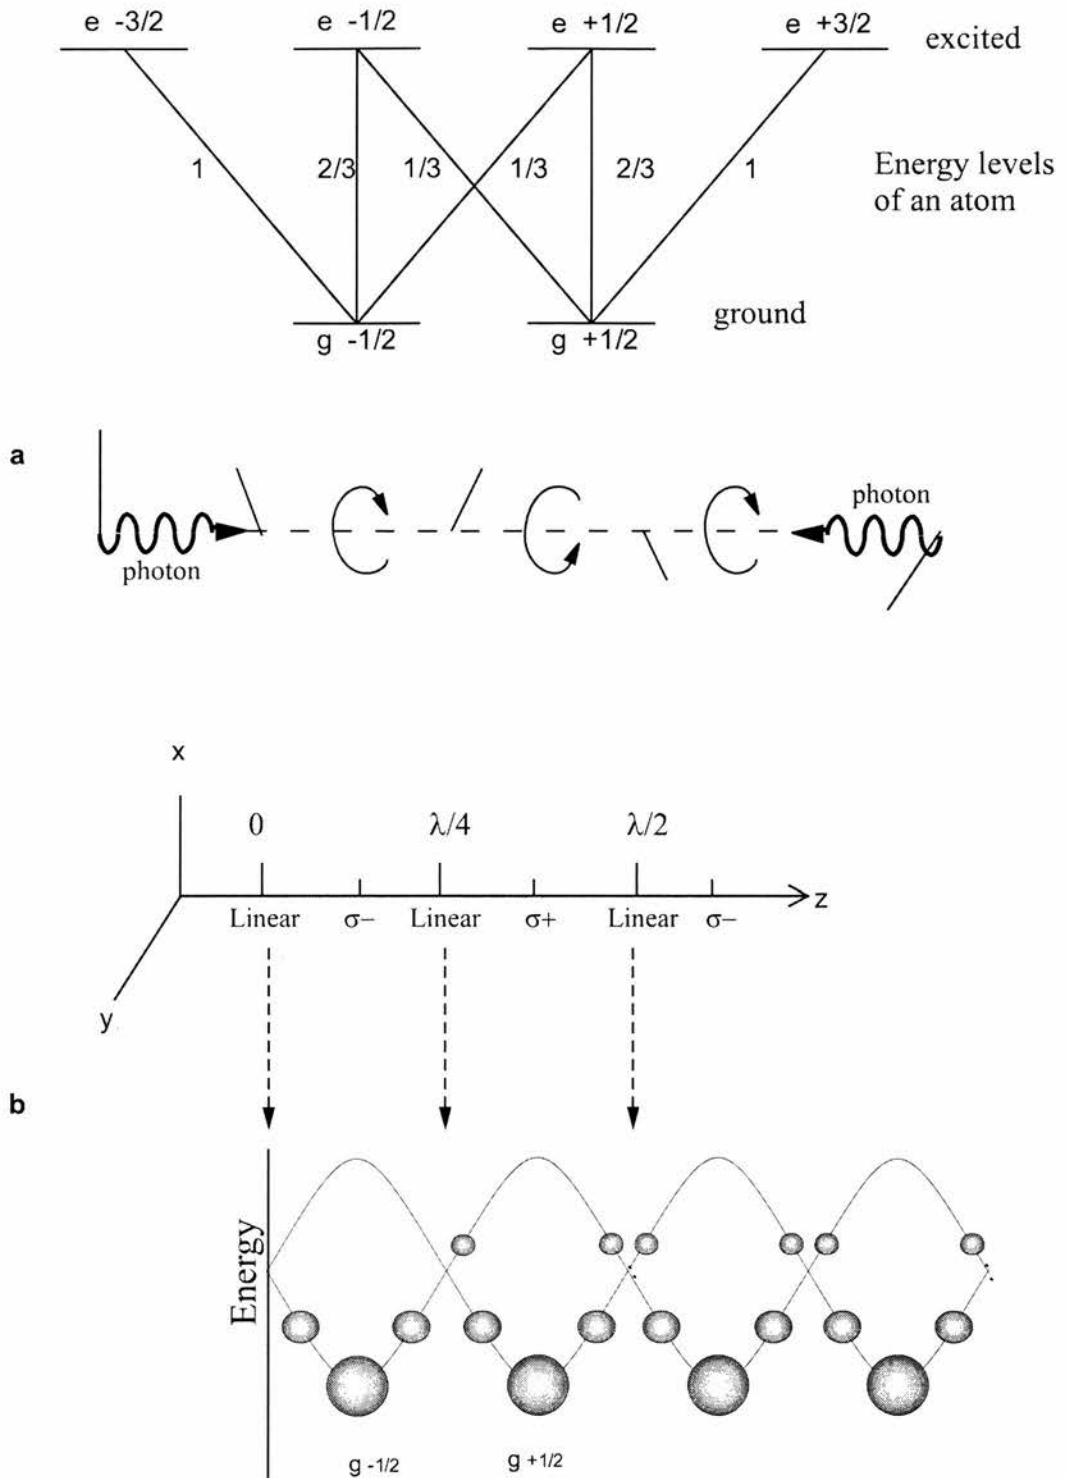 e -3/2 e -1/2 e +1/2 e +3/2 excited
1 2/3 1/3 1/3 2/3 1 Energy levels
of an atom
ground
g -1/2 g +1/2
a
photon photon
x
0 λ/4 λ/2
z
Linear σ− Linear σ+ Linear σ−
y
b
Energy
g -1/2 g +1/2